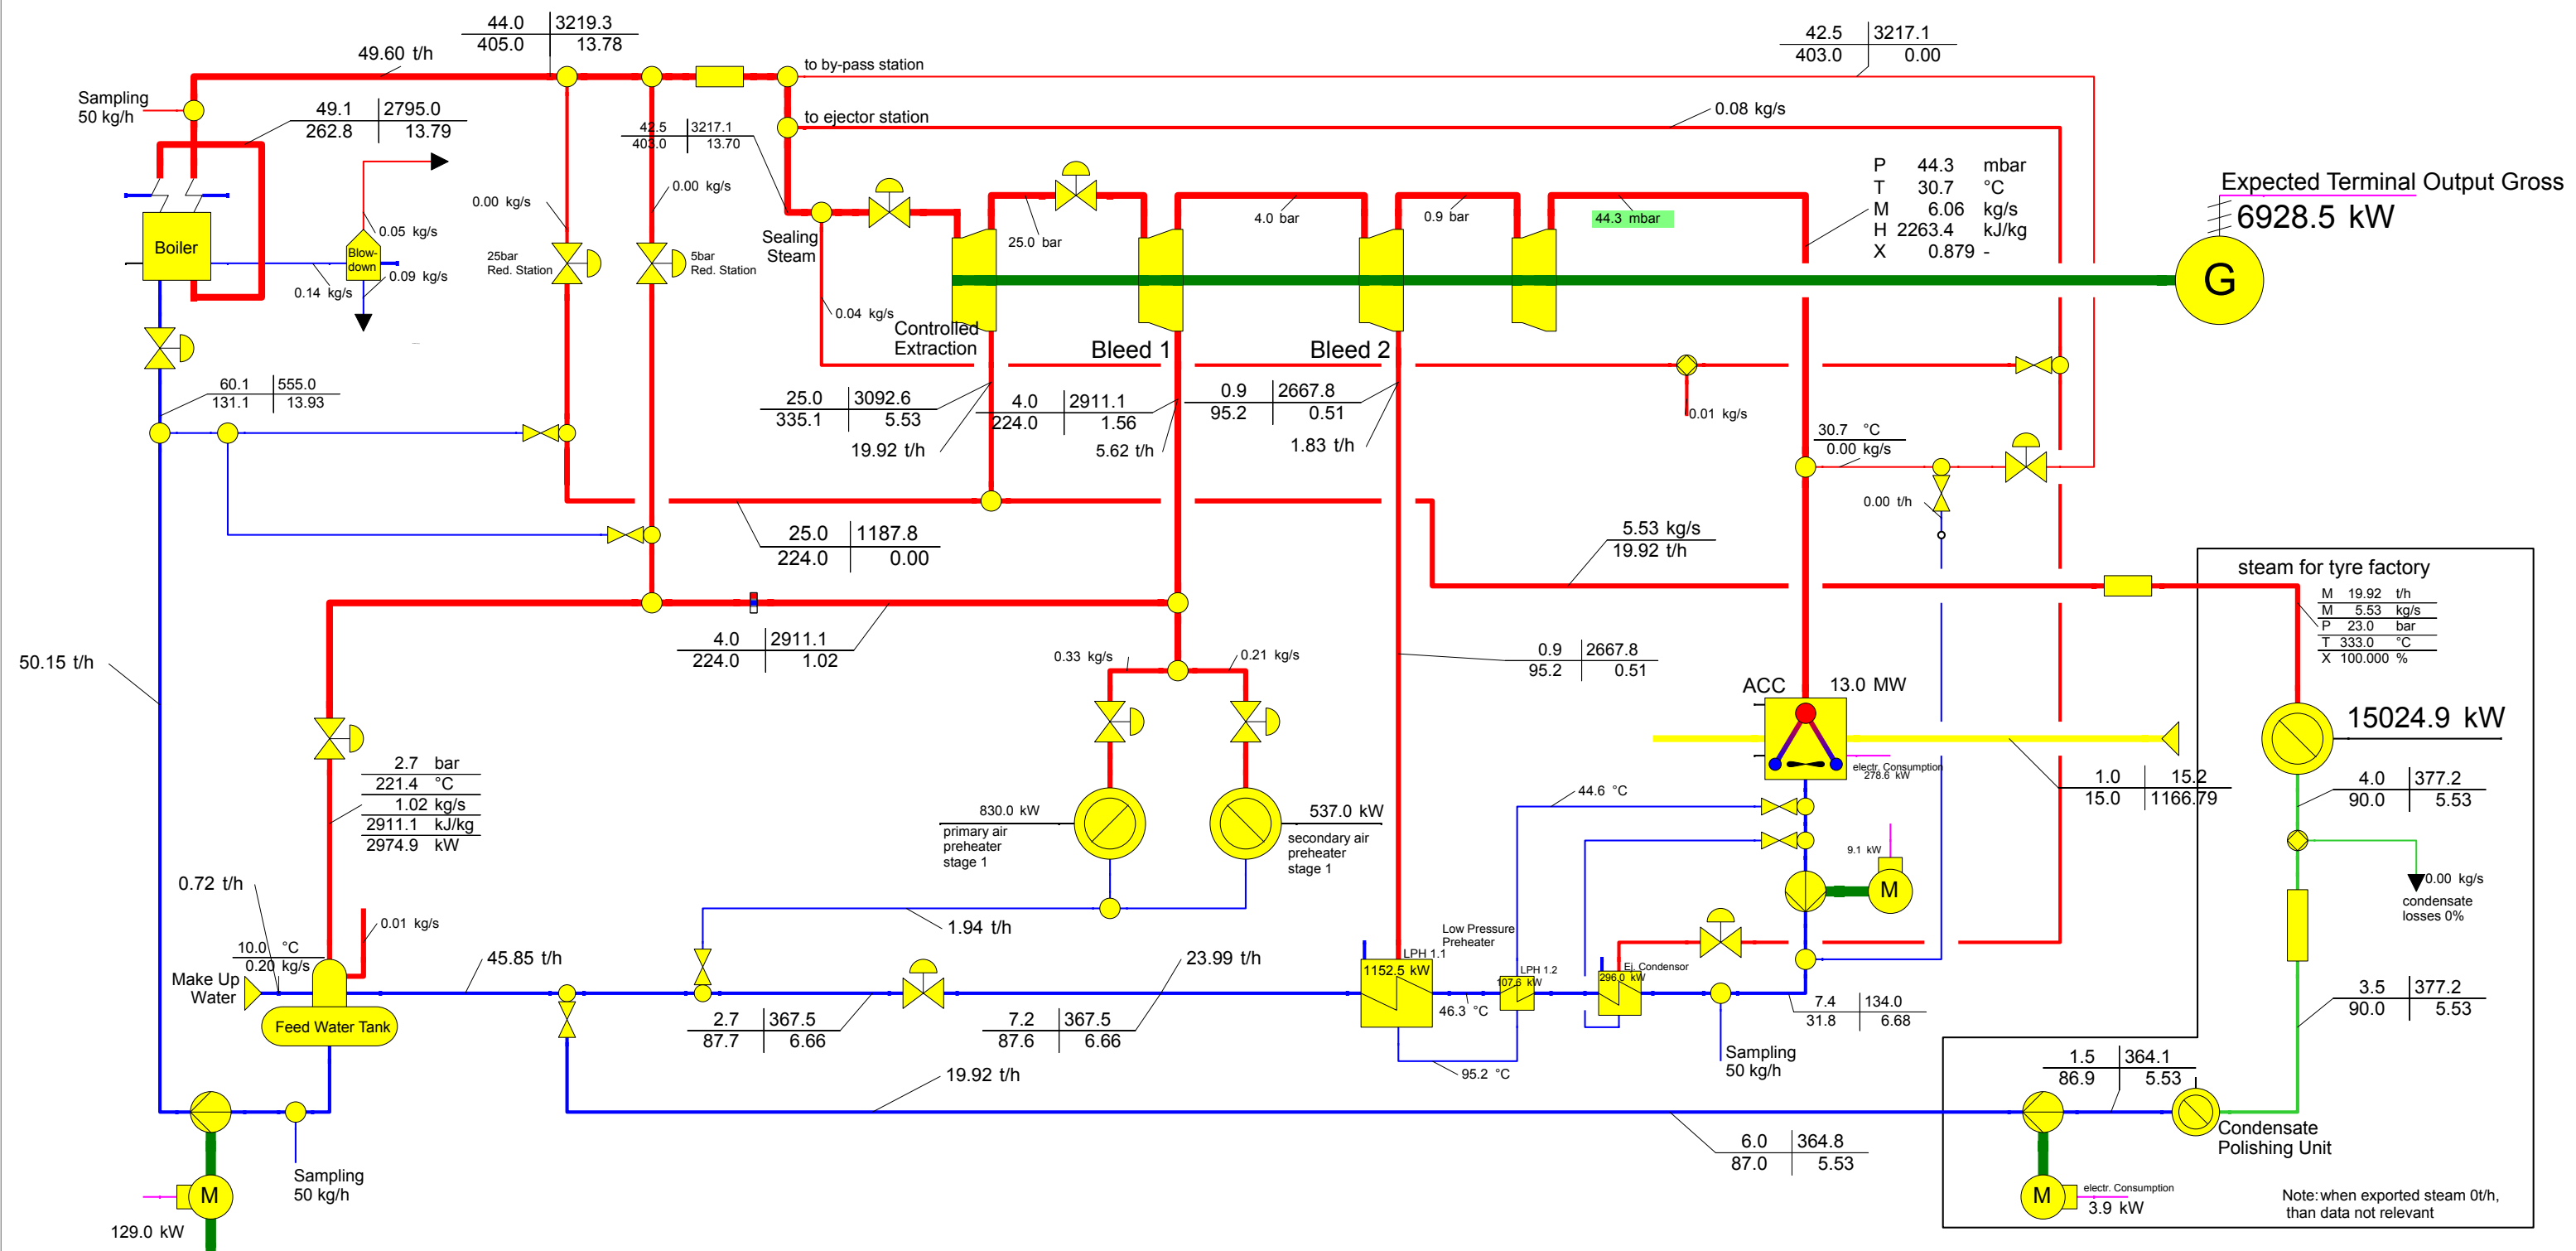 44.0 3219.3
405.0 13.78
49.60 t/h
42.5 3217.1
403.0 0.00
to by-pass station
Sampling
50 kg/h
49.1 2795.0
262.8 13.79
to ejector station
0.08 kg/s
42.5 3217.1
403.0 13.70
P 44.3 mbar
T 30.7 °C
M 6.06 kg/s
H 2263.4 kJ/kg
X 0.879 -
Expected Terminal Output Gross
6928.5 kW
0.00 kg/s
0.00 kg/s
4.0 bar
0.9 bar
44.3 mbar
Sealing
Steam
25.0 bar
Boiler
0.05 kg/s
Blow-
down
0.14 kg/s
0.09 kg/s
25bar
Red. Station
5bar
Red. Station
G
0.04 kg/s
Controlled
Extraction
Bleed 1
Bleed 2
60.1 555.0
131.1 13.93
25.0 3092.6
335.1 5.53
19.92 t/h
4.0 2911.1
224.0 1.56
5.62 t/h
0.9 2667.8
95.2 0.51
1.83 t/h
0.01 kg/s
30.7 °C
0.00 kg/s
0.00 t/h
25.0 1187.8
224.0 0.00
5.53 kg/s
19.92 t/h
steam for tyre factory
M 19.92 t/h
M 5.53 kg/s
P 23.0 bar
T 333.0 °C
X 100.000 %
4.0 2911.1
224.0 1.02
50.15 t/h
0.33 kg/s
0.21 kg/s
0.9 2667.8
95.2 0.51
ACC 13.0 MW
15024.9 kW
electr. Consumption
278.6 kW
1.0 15.2
15.0 1166.79
4.0 377.2
90.0 5.53
2.7 bar
221.4 °C
1.02 kg/s
2911.1 kJ/kg
2974.9 kW
830.0 kW
primary air
preheater
stage 1
537.0 kW
secondary air
preheater
stage 1
44.6 °C
9.1 kW
M
0.00 kg/s
condensate
losses 0%
0.72 t/h
0.01 kg/s
1.94 t/h
10.0 °C
0.20 kg/s
Make Up
Water
45.85 t/h
23.99 t/h
Low Pressure
Preheater
LPH 1.1
1152.5 kW
LPH 1.2
107.6 kW
Ej. Condensor
296.0 kW
46.3 °C
7.4 134.0
31.8 6.68
3.5 377.2
90.0 5.53
Feed Water Tank
2.7 367.5
87.7 6.66
7.2 367.5
87.6 6.66
Sampling
50 kg/h
95.2 °C
19.92 t/h
1.5 364.1
86.9 5.53
6.0 364.8
87.0 5.53
Condensate
Polishing Unit
Sampling
50 kg/h
M
129.0 kW
M
electr. Consumption
3.9 kW
Note:when exported steam 0t/h,
than data not relevant